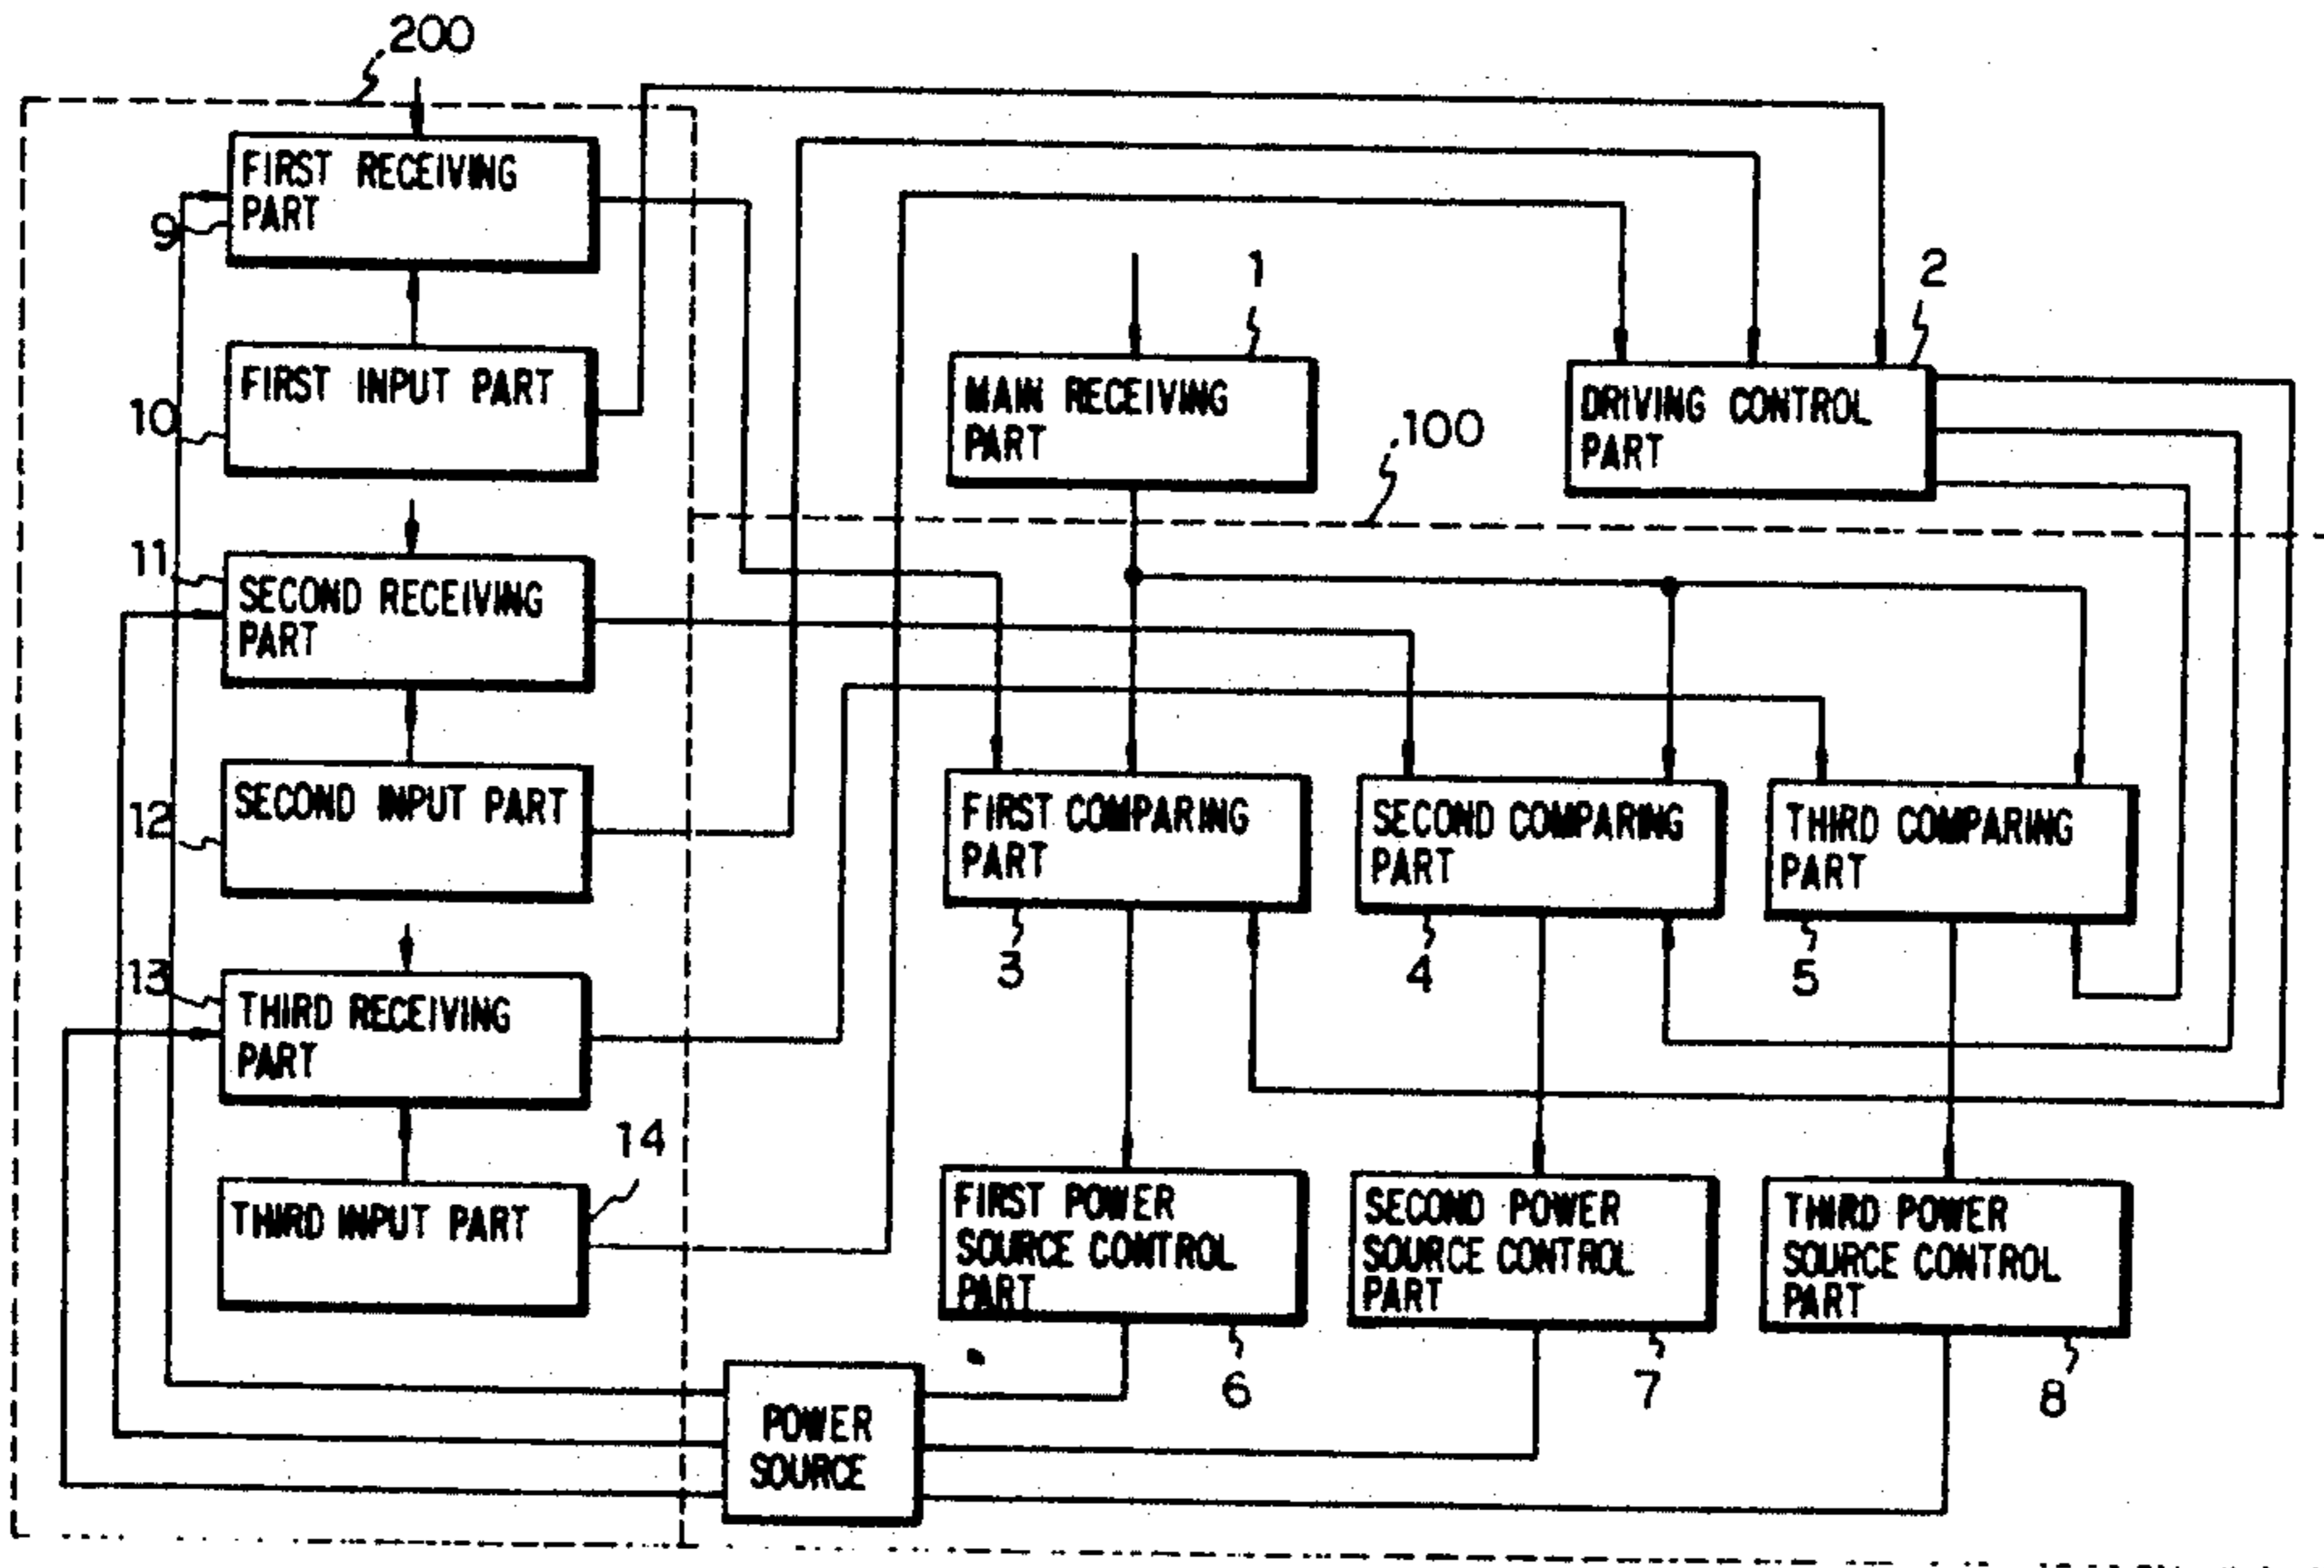 200
FIRST RECEIVING
PART
9
FIRST INPUT PART
10
1
MAIN RECEIVING
PART
2
DRIVING CONTROL
PART
100
11
SECOND RECEIVING
PART
SECOND INPUT PART
12
FIRST COMPARING
PART
3
SECOND COMPARING
PART
4
THIRD COMPARING
PART
5
13
THIRD RECEIVING
PART
14
THIRD INPUT PART
FIRST POWER
SOURCE CONTROL
PART
6
SECOND POWER
SOURCE CONTROL
PART
7
THIRD POWER
SOURCE CONTROL
PART
8
POWER
SOURCE